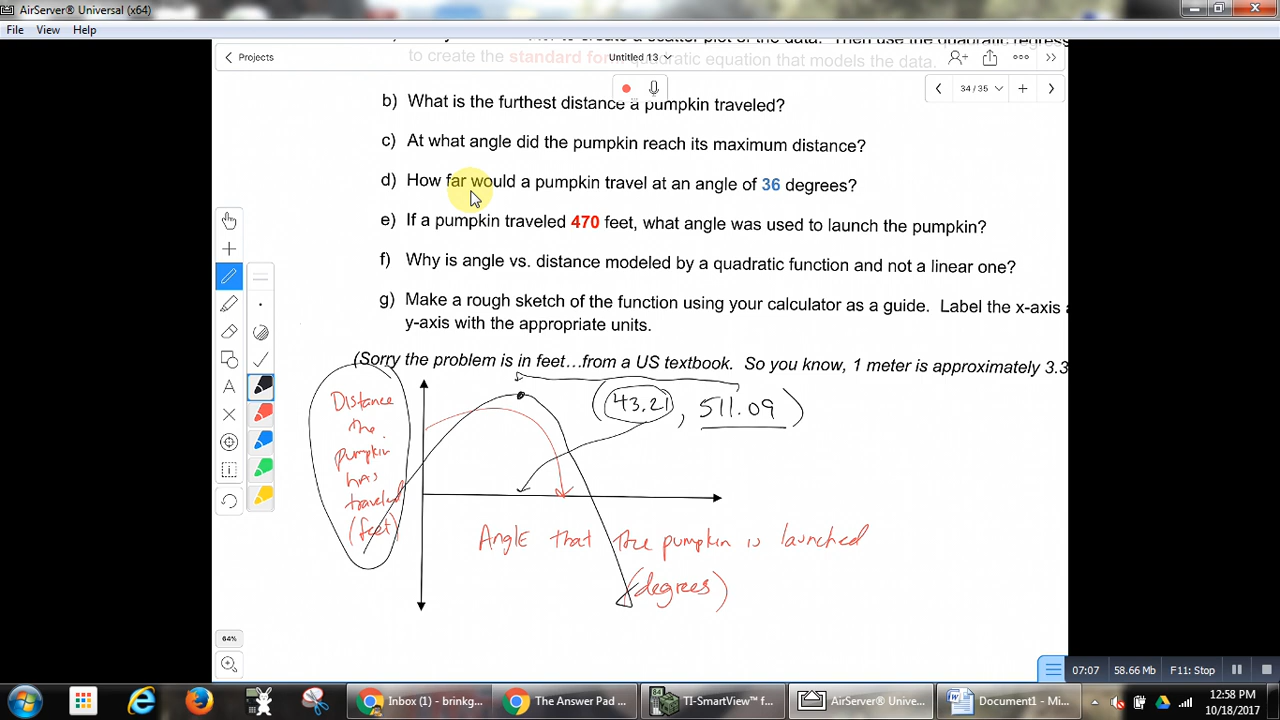 AirServer® Universal (x64)
File View Help
Projects
Untitled 13
34 / 35
to create the standard for quadratic equation that models the data.
b) What is the furthest distance a pumpkin traveled?
c) At what angle did the pumpkin reach its maximum distance?
d) How far would a pumpkin travel at an angle of 36 degrees?
e) If a pumpkin traveled 470 feet, what angle was used to launch the pumpkin?
f) Why is angle vs. distance modeled by a quadratic function and not a linear one?
g) Make a rough sketch of the function using your calculator as a guide. Label the x-axis a
y-axis with the appropriate units.
(Sorry the problem is in feet...from a US textbook. So you know, 1 meter is approximately 3.3
Distance
the
pumpkin
has
traveled
(feet)
(43.21, 511.09)
Angle that the pumpkin is launched
(degrees)
64%
07:07 58.66 Mb F11: Stop
Inbox (2) - brinkg...
The Answer Pad ...
TI-SmartView™ f...
AirServer® Unive...
Document1 - Mi...
12:58 PM
10/18/2017